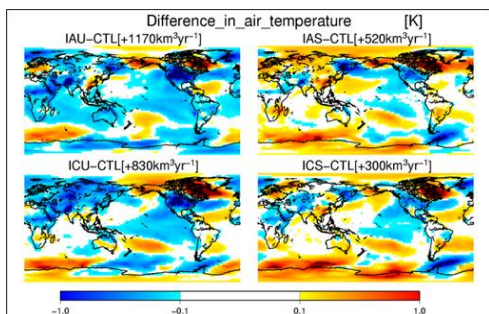 Difference_in_air_temperature [K]
IAU-CTL[+1170km³yr⁻¹] IAS-CTL[+520km³yr⁻¹]
ICU-CTL[+830km³yr⁻¹] ICS-CTL[+300km³yr⁻¹]
-1.0 -0.1 0.1 1.0